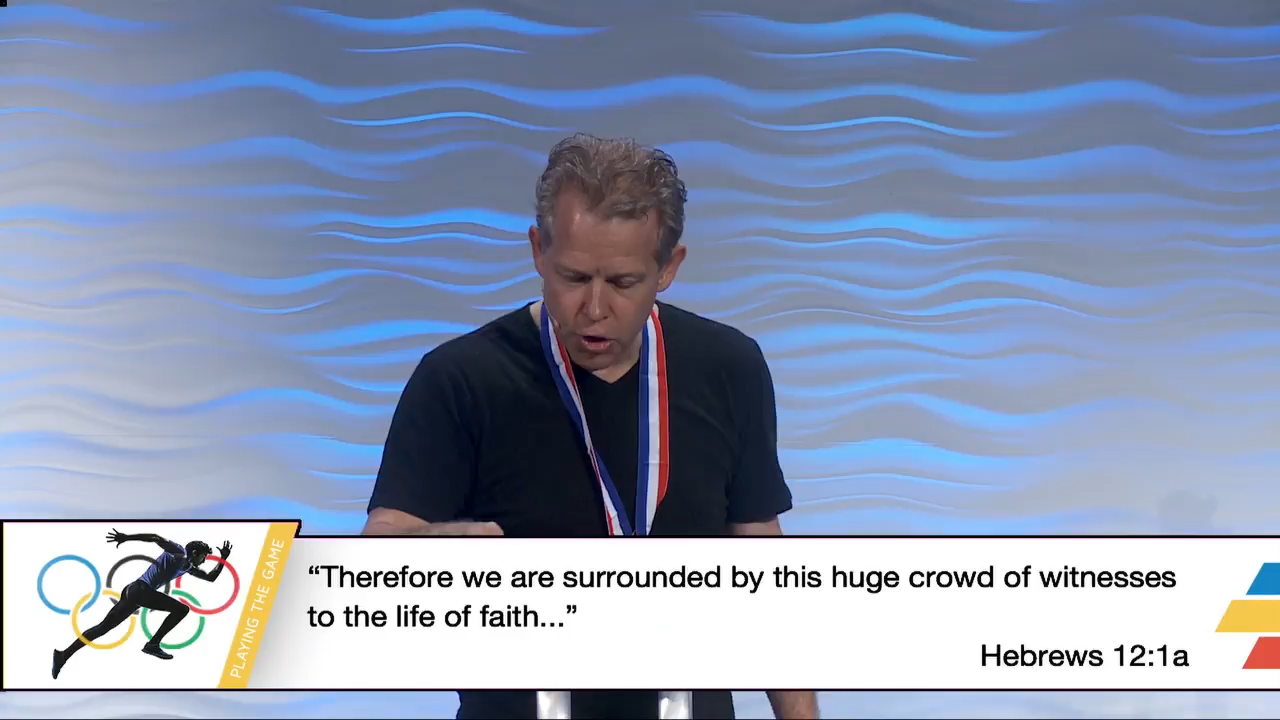 PLAYING THE GAME
“Therefore we are surrounded by this huge crowd of witnesses
to the life of faith...”
Hebrews 12:1a